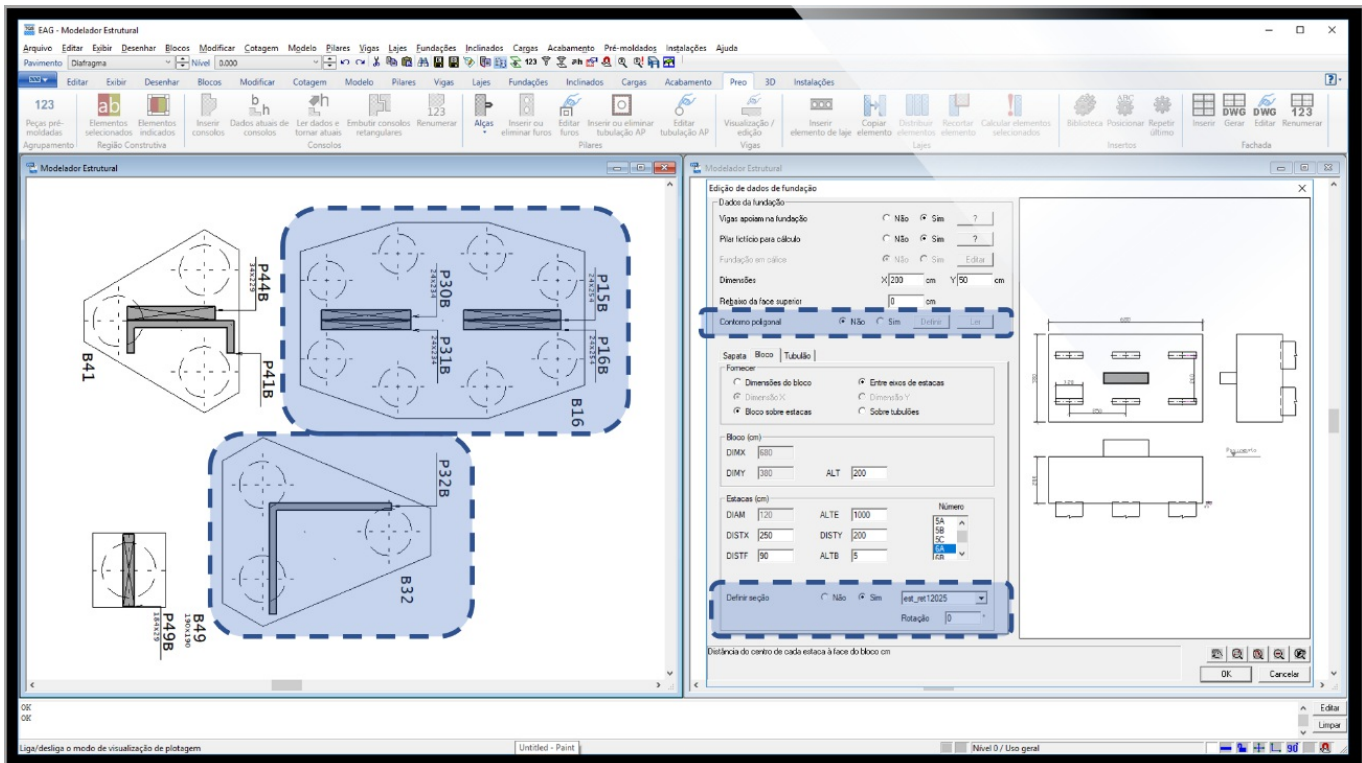 EAG - Modelador Estrutural
Arquivo Editar Exibir Desenhar Blocos Modificar Cotagem Modelo Pilares Vigas Lajes Fundações Inclinados Cargas Acabamento Pré-moldados Instalações Ajuda
Pavimento Diafragma Nível 0.000
Editar Exibir Desenhar Blocos Modificar Cotagem Modelo Pilares Vigas Lajes Fundações Inclinados Cargas Acabamento Preo 3D Instalações
Peças pré-moldadas
Elementos selecionados
Elementos indicados
Inserir consolos
Dados atuais de consolos
Ler dados e tornar atuais
Embutir consolos retangulares
Renumerar
Alças
Inserir ou eliminar furos
Editar furos
Inserir ou eliminar tubulação AP
Editar tubulação AP
Visualização / edição
Inserir elemento de laje
Copiar elemento
Distribuir elementos
Recortar elemento
Calcular elementos selecionados
Biblioteca
Posicionar
Repetir último
Inserir
Gerar
Editar
Renumerar
Agrupamento Região Construtiva Consolos Pilares Vigas Lajes Insertos Fachada
Modelador Estrutural
P44B
34X229
B41
P41B
P30B
24X234
P31B
24X234
P15B
24X254
P16B
24X254
B16
P32B
B32
P49B
184X29
B49
190X190
Modelador Estrutural
Edição de dados de fundação
Dados da fundação
Vigas apoiam na fundação Não Sim ?
Pilar fictício para cálculo Não Sim ?
Fundação em cálice Não Sim Editar
Dimensões X 200 cm Y 50 cm
Rebaixo da face superior 0 cm
Contorno poligonal Não Sim Definir Ler
Sapata Bloco Tubulão
Fornecer
Dimensões do bloco Entre eixos de estacas
Dimensão X Dimensão Y
Bloco sobre estacas Sobre tubulões
Bloco (cm)
DIMX 680
DIMY 380 ALT 200
Estacas (cm)
Número
DIAM 120 ALTE 1000
DISTX 250 DISTY 200
DISTF 90 ALTB 5
5A
5B
5C
6A
6B
Definir seção Não Sim est_ret12025
Rotação 0 °
Distância do centro de cada estaca à face do bloco cm
OK Cancelar
OK
OK
Editar
Limpar
Liga/desliga o modo de visualização de plotagem
Untitled - Paint
Nível 0 / Uso geral